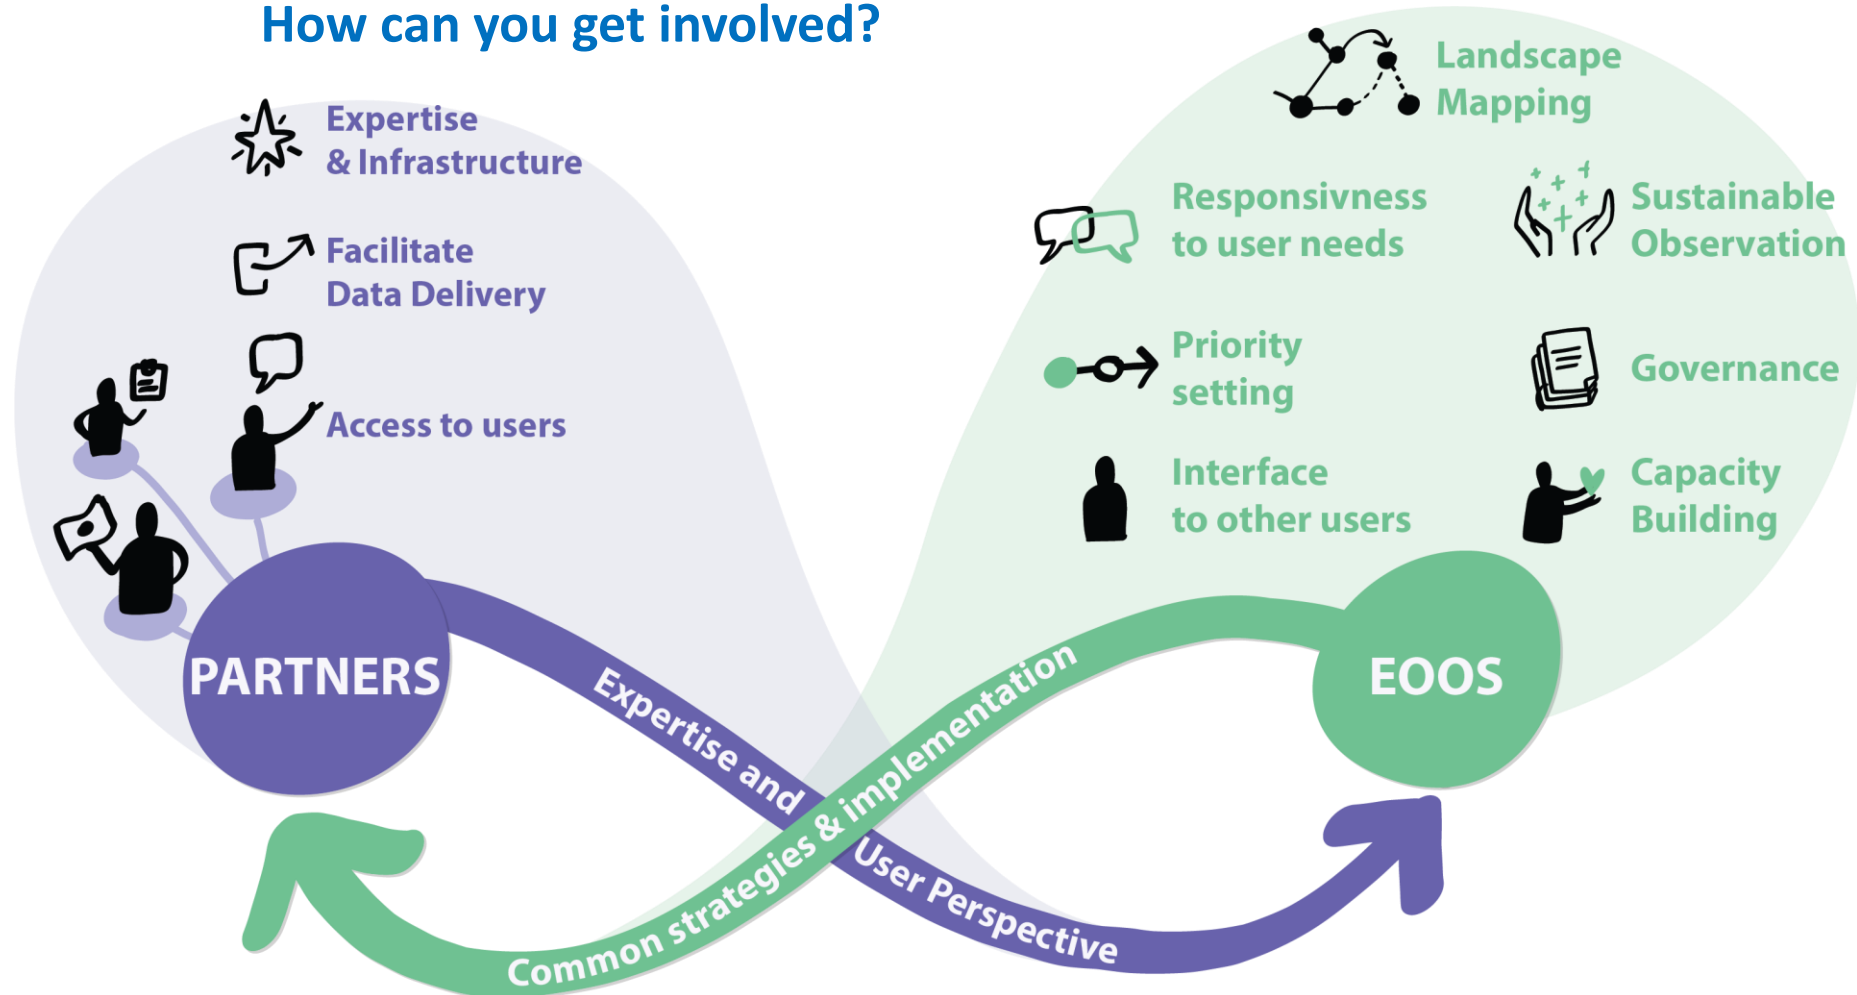 How can you get involved?
Expertise
& Infrastructure
Facilitate
Data Delivery
Access to users
PARTNERS
Landscape
Mapping
Responsivness
to user needs
Sustainable
Observation
Priority
setting
Governance
Interface
to other users
Capacity
Building
EOOS
Expertise and User Perspective
Common strategies & implementation